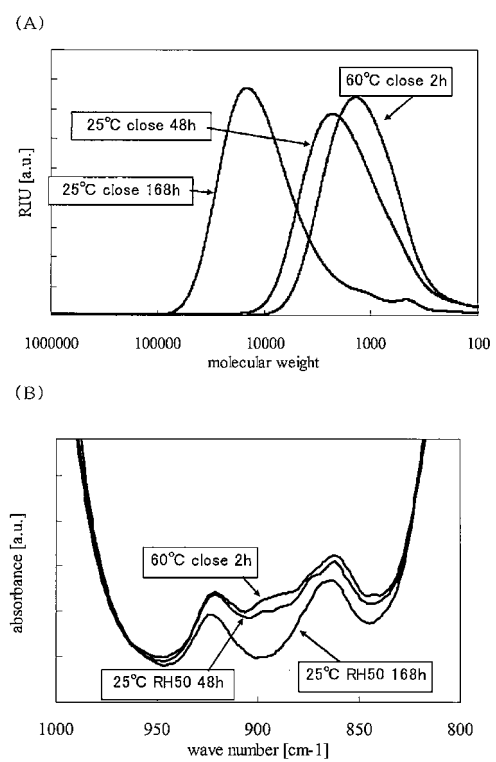 (A)
60°C close 2h
25°C close 48h
25°C close 168h
RIU [a.u.]
1000000 100000 10000 1000 100
molecular weight
(B)
absorbance [a.u.]
60°C close 2h
25°C RH50 48h
25°C RH50 168h
1000 950 900 850 800
wave number [cm-1]